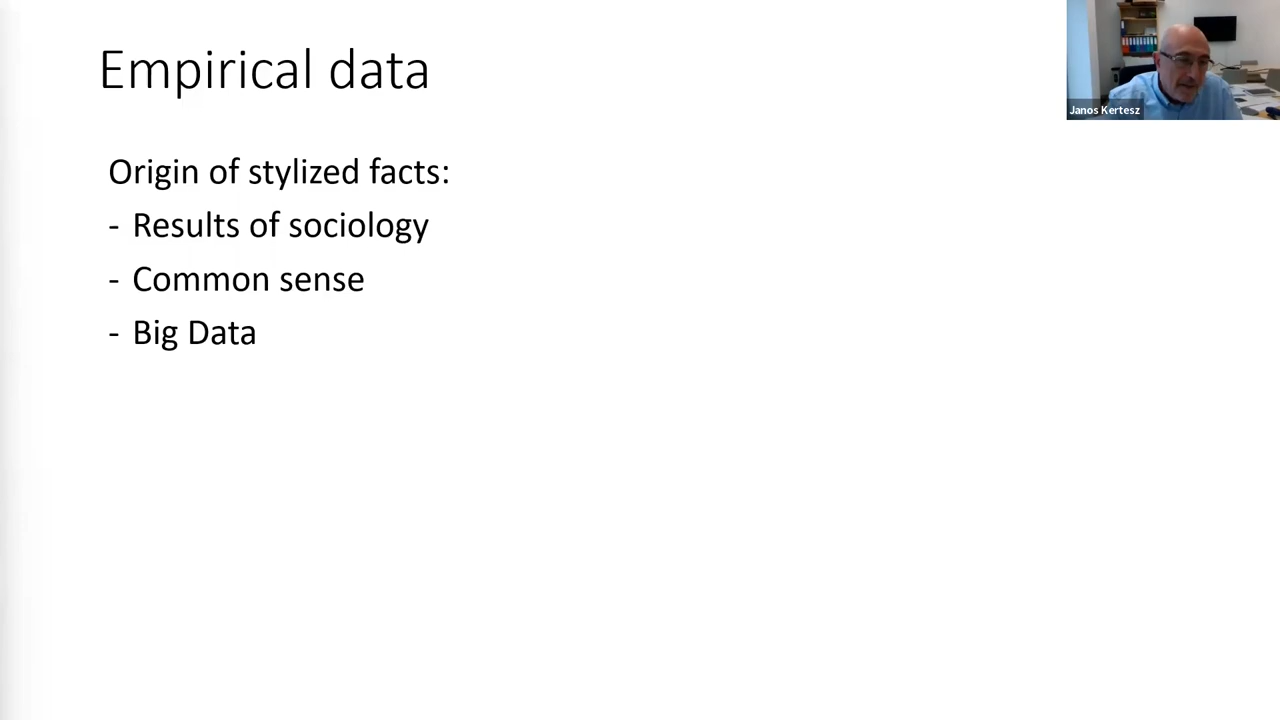 Empirical data
Janos Kertesz
Origin of stylized facts:
- Results of sociology
- Common sense
- Big Data